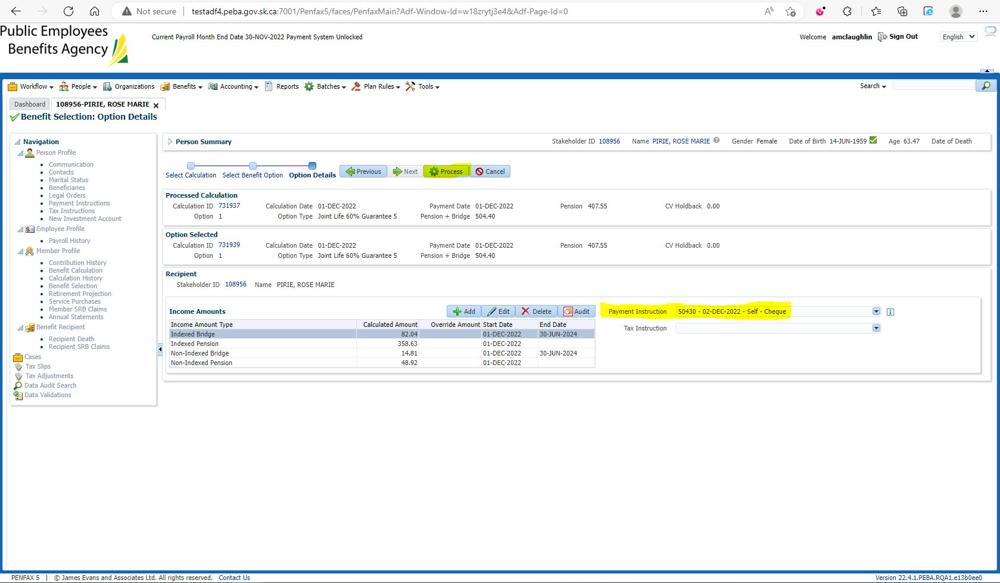 Not secure testadf4.peba.gov.sk.ca:7001/Penfax5/faces/PenfaxMain?Adf-Window-Id=w18zrytj3e4&Adf-Page-Id=0
Public Employees
Benefits Agency
Current Payroll Month End Date 30-NOV-2022 Payment System Unlocked
Welcome amclaughlin Sign Out English
Workflow People Organizations Benefits Accounting Reports Batches Plan Rules Tools Search
Dashboard 108956-PIRIE, ROSE MARIE
Benefit Selection: Option Details
Navigation
Person Profile
Communication
Contacts
Marital Status
Beneficiaries
Legal Orders
Payment Instructions
Tax Instructions
New Investment Account
Employee Profile
Payroll History
Member Profile
Contribution History
Benefit Calculation
Calculation History
Benefit Selection
Retirement Projection
Service Purchases
Member SRB Claims
Annual Statements
Benefit Recipient
Recipient Death
Recipient SRB Claims
Cases
Tax Slips
Tax Adjustments
Data Audit Search
Data Validations
Person Summary Stakeholder ID 108956 Name PIRIE, ROSE MARIE Gender Female Date of Birth 14-JUN-1959 Age 63.47 Date of Death
Select Calculation Select Benefit Option Option Details Previous Next Process Cancel
Processed Calculation
Calculation ID 731937 Calculation Date 01-DEC-2022 Payment Date 01-DEC-2022 Pension 407.55 CV Holdback 0.00
Option 1 Option Type Joint Life 60% Guarantee 5 Pension + Bridge 504.40
Option Selected
Calculation ID 731939 Calculation Date 01-DEC-2022 Payment Date 01-DEC-2022 Pension 407.55 CV Holdback 0.00
Option 1 Option Type Joint Life 60% Guarantee 5 Pension + Bridge 504.40
Recipient
Stakeholder ID 108956 Name PIRIE, ROSE MARIE
Income Amounts Add Edit Delete Audit
Income Amount Type Calculated Amount Override Amount Start Date End Date
Indexed Bridge 82.04 01-DEC-2022 30-JUN-2024
Indexed Pension 358.63 01-DEC-2022
Non-Indexed Bridge 14.81 01-DEC-2022 30-JUN-2024
Non-Indexed Pension 48.92 01-DEC-2022
Payment Instruction 50430 - 02-DEC-2022 - Self - Cheque
Tax Instruction
PENFAX 5 | © James Evans and Associates Ltd. All rights reserved. Contact Us Version 22.4.1.PEBA.RQA1.e13b0ee0